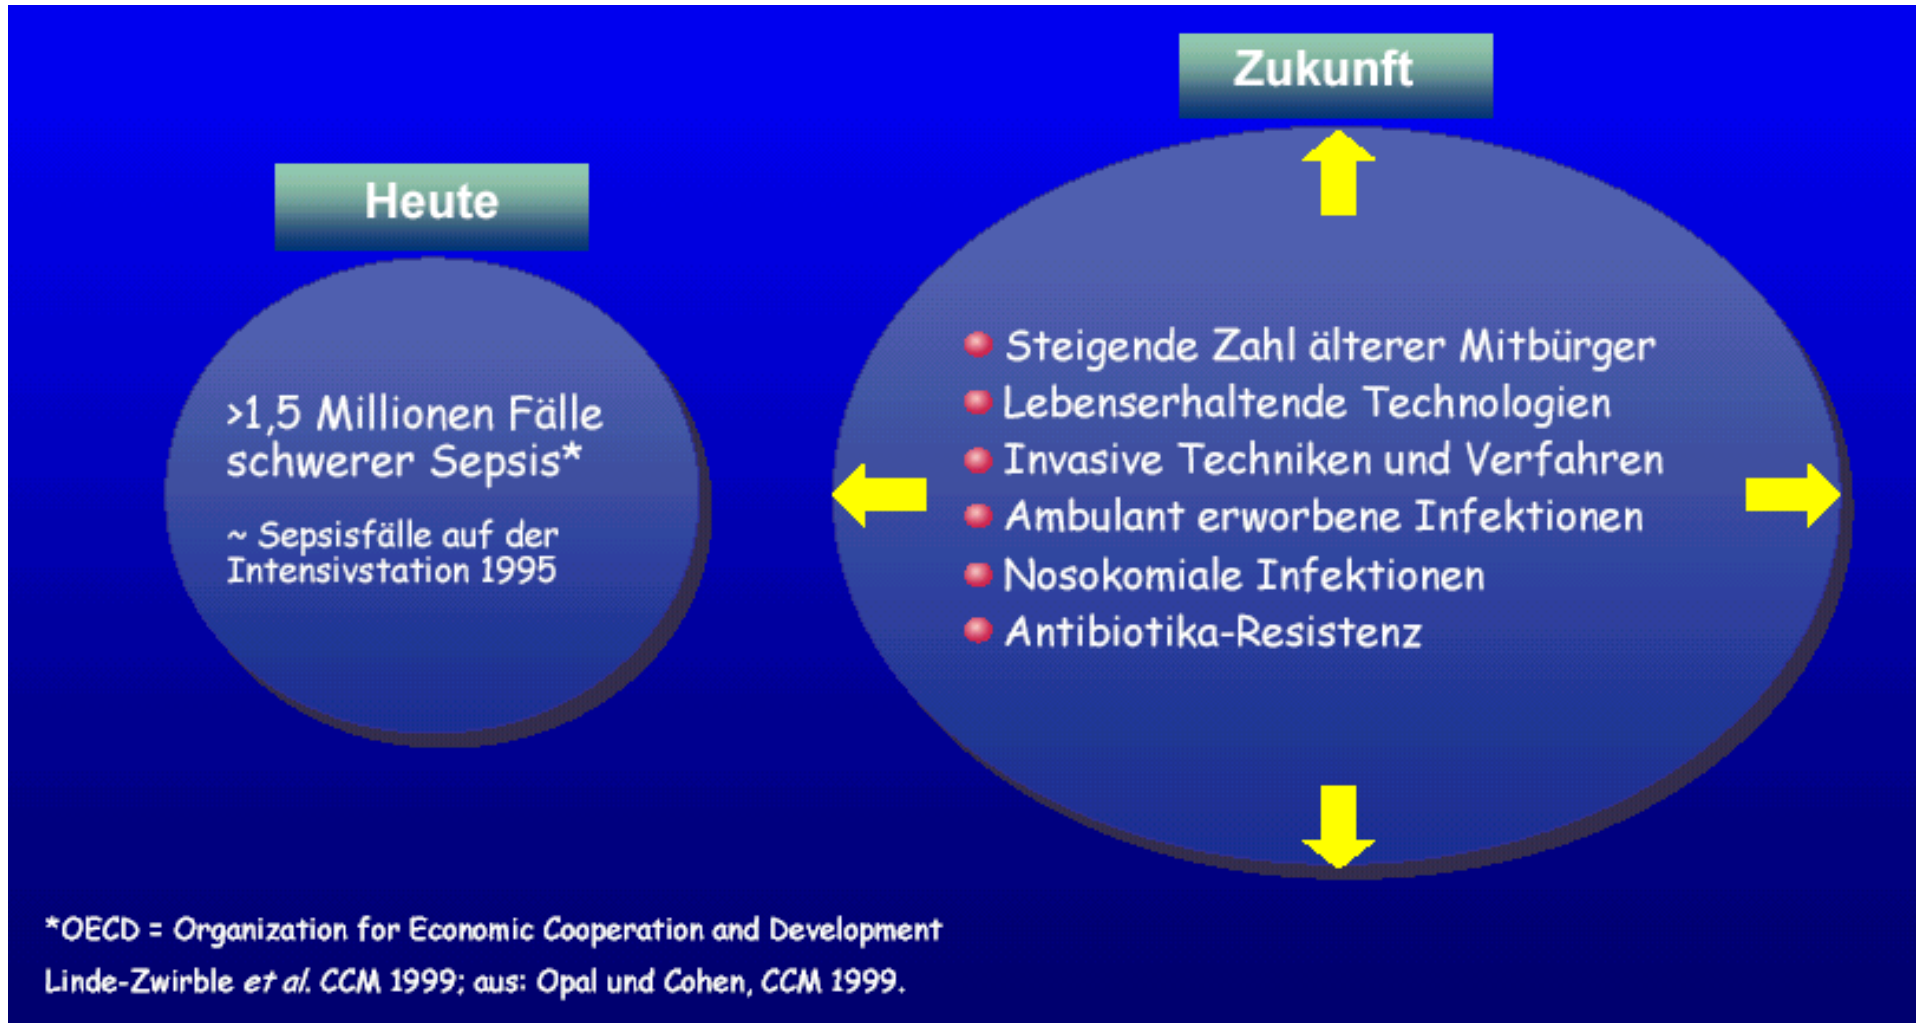 Heute
>1,5 Millionen Fälle
schwerer Sepsis*
~ Sepsisfälle auf der
Intensivstation 1995
Zukunft
Steigende Zahl älterer Mitbürger
Lebenserhaltende Technologien
Invasive Techniken und Verfahren
Ambulant erworbene Infektionen
Nosokomiale Infektionen
Antibiotika-Resistenz
*OECD = Organization for Economic Cooperation and Development
Linde-Zwirble et al. CCM 1999; aus: Opal und Cohen, CCM 1999.